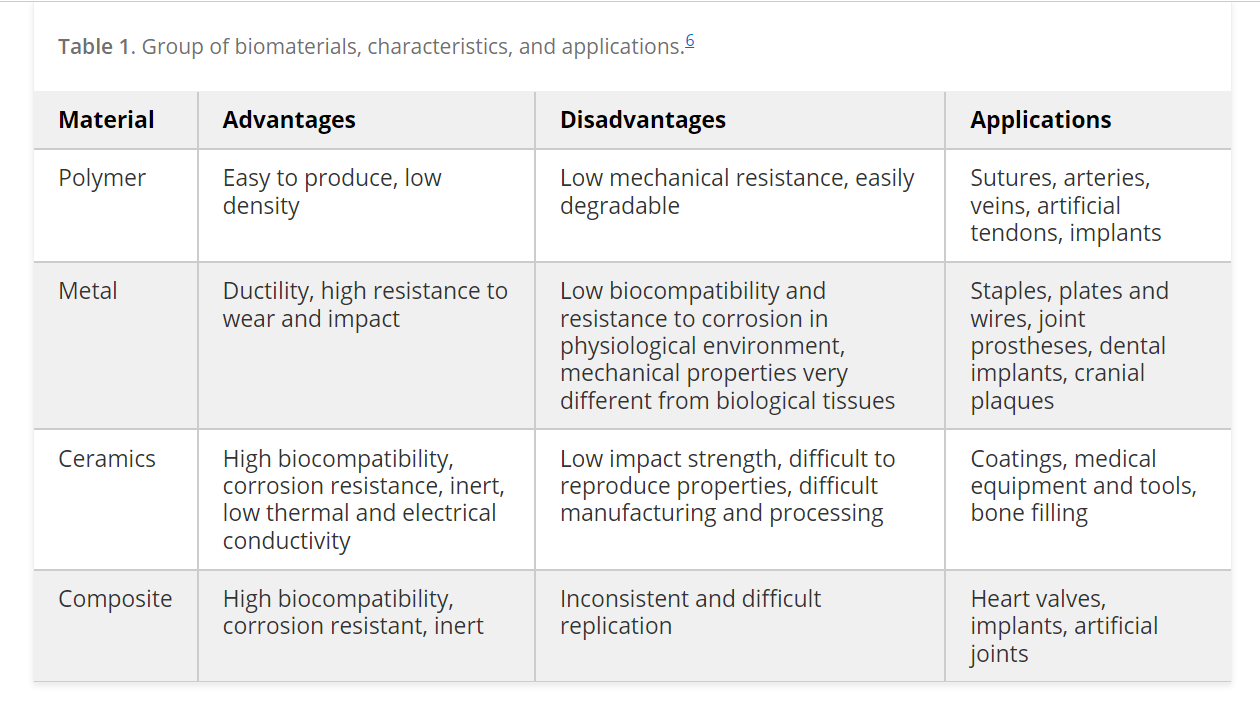 Table 1. Group of biomaterials, characteristics, and applications.6
Material
Advantages
Disadvantages
Applications
Polymer
Easy to produce, low
density
Low mechanical resistance, easily
degradable
Sutures, arteries,
veins, artificial
tendons, implants
Metal
Ductility, high resistance to
wear and impact
Low biocompatibility and
resistance to corrosion in
physiological environment,
mechanical properties very
different from biological tissues
Staples, plates and
wires, joint
prostheses, dental
implants, cranial
plaques
Ceramics
High biocompatibility,
corrosion resistance, inert,
low thermal and electrical
conductivity
Low impact strength, difficult to
reproduce properties, difficult
manufacturing and processing
Coatings, medical
equipment and tools,
bone filling
Composite
High biocompatibility,
corrosion resistant, inert
Inconsistent and difficult
replication
Heart valves,
implants, artificial
joints